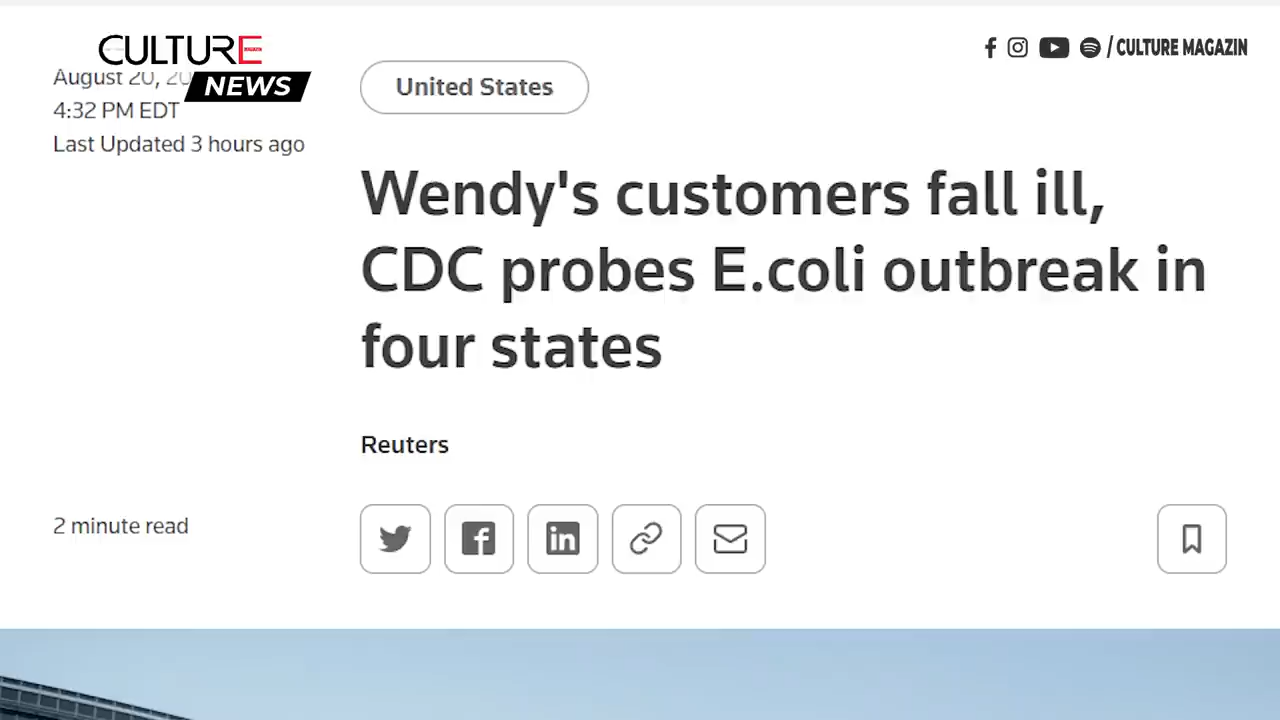 CULTURE
NEWS
/ CULTURE MAGAZIN
August 20, 20
4:32 PM EDT
Last Updated 3 hours ago
United States
Wendy's customers fall ill,
CDC probes E.coli outbreak in
four states
Reuters
2 minute read